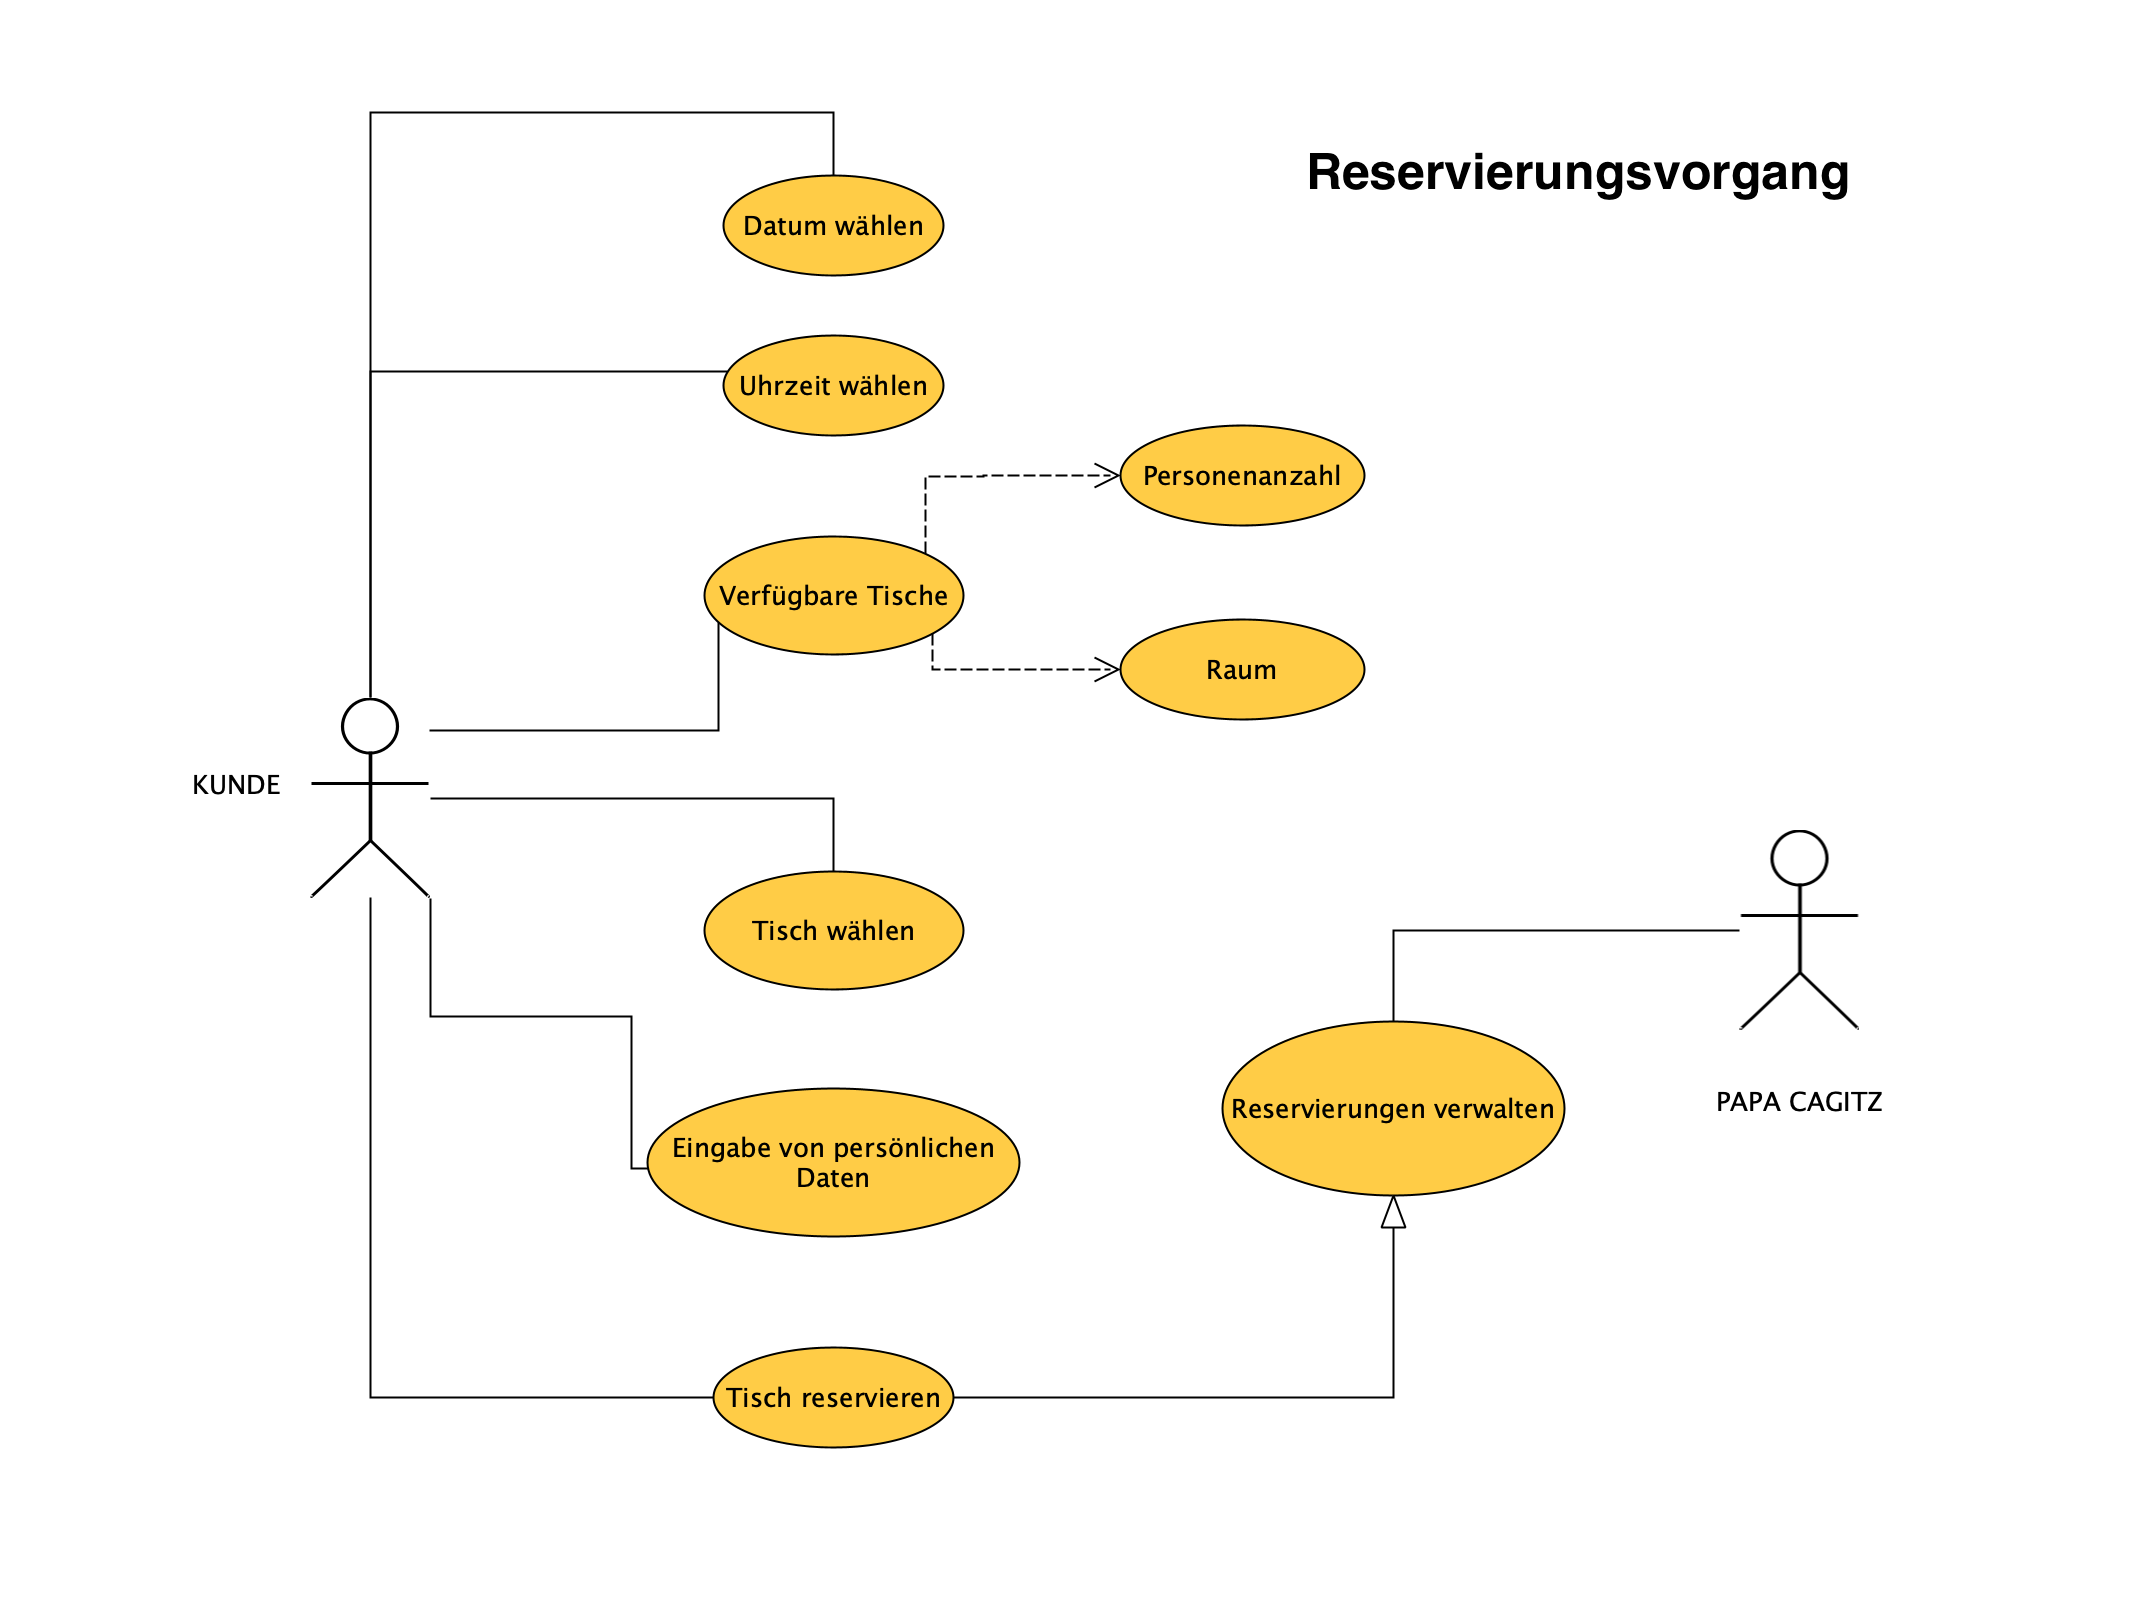 Reservierungsvorgang
Datum wählen
Uhrzeit wählen
Personenanzahl
Verfügbare Tische
Raum
KUNDE
Tisch wählen
PAPA CAGITZ
Reservierungen verwalten
Eingabe von persönlichen
Daten
Tisch reservieren